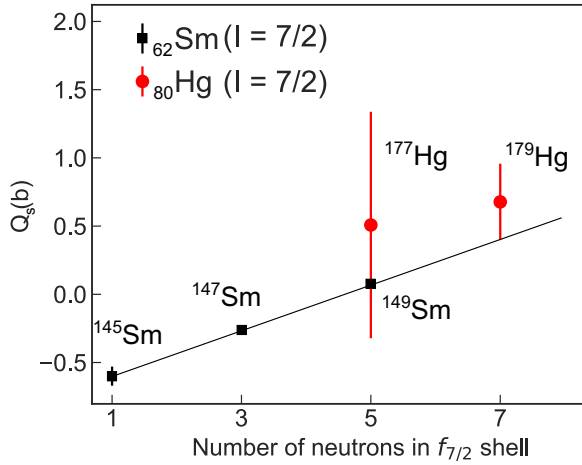 ₆₂Sm (I = 7/2)
₈₀Hg (I = 7/2)
¹⁷⁷Hg
¹⁷⁹Hg
¹⁴⁵Sm
¹⁴⁷Sm
¹⁴⁹Sm
2.0
1.5
1.0
0.5
0.0
−0.5
Qₛ(b)
1 3 5 7
Number of neutrons in f₇/₂ shell